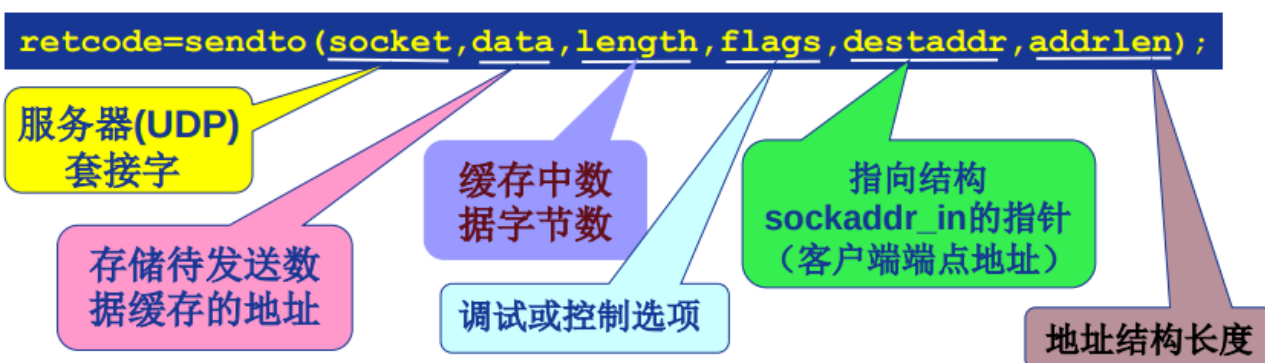 retcode=sendto(socket,data,length,flags,destaddr,addrlen);
服务器(UDP)
套接字
存储待发送数
据缓存的地址
缓存中数
据字节数
调试或控制选项
指向结构
sockaddr_in的指针
（客户端端点地址）
地址结构长度